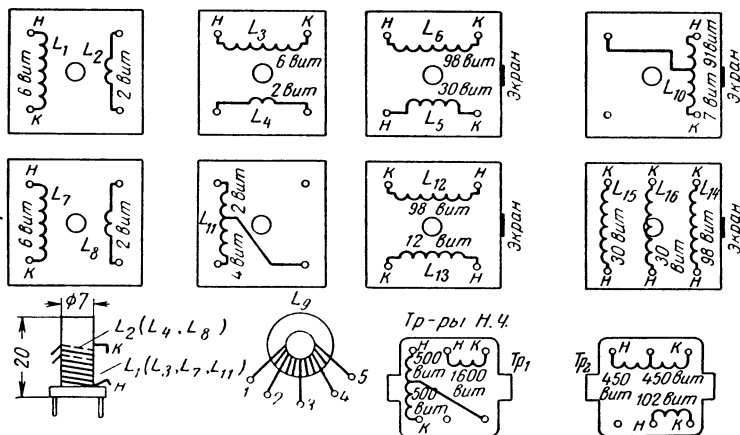 Н
L1
L2
6 вит
2 вит
К
Н
L3
К
6 вит
2 вит
L4
К
L6
Н
98 вит
30 вит
Н
L5
К
Экран
Н
L10
7 вит 91 вит
К
Экран
Н
L7
6 вит
L8
2 вит
К
L11
2 вит
4 вит
К
L12
Н
98 вит
12 вит
К
L13
Н
Экран
К
L15
К
L16
К
L14
30 вит
30 вит
98 вит
Н
Н
Н
Экран
ф7
20
L2 (L4, L8)
К
L1 (L3, L7, L11)
Н
L9
1
2
3
4
5
Тр-ры Н.Ч.
Н
Н К
500 вит
1600 вит
500 вит
К
Тр1
Тр2
Н
К
450 вит
450 вит
102 вит
Н
К